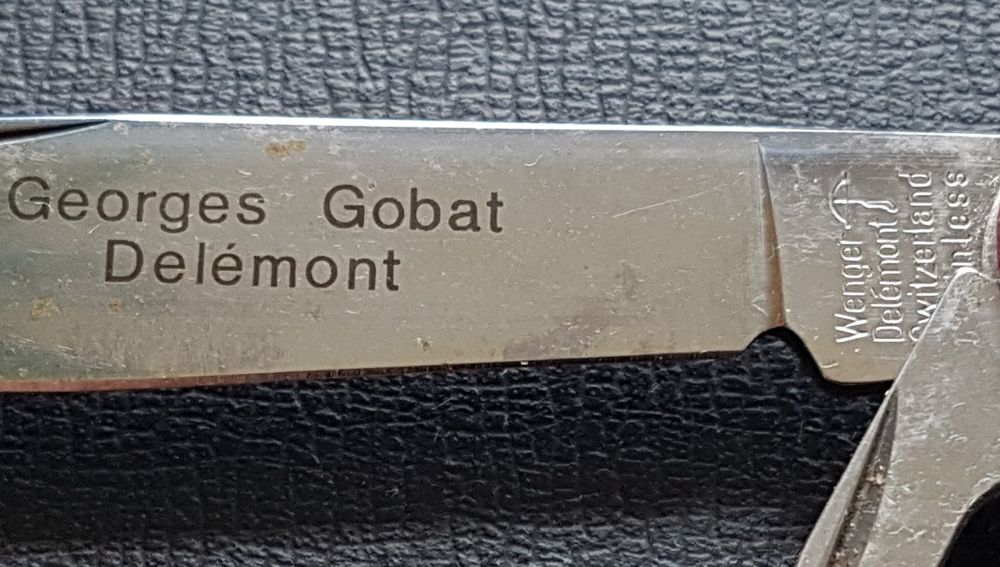 Georges Gobat
Delémont
Wenger
Delémont
Switzerland